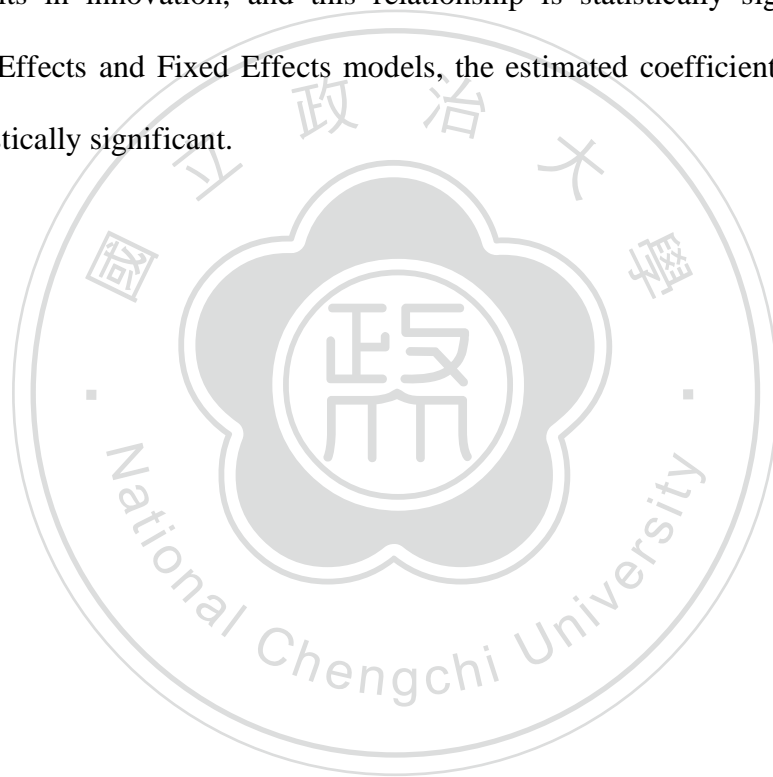 its in innovation, and this relationship is statistically sig
Effects and Fixed Effects models, the estimated coefficient
tically significant.
國立政治大學
政
National Chengchi University